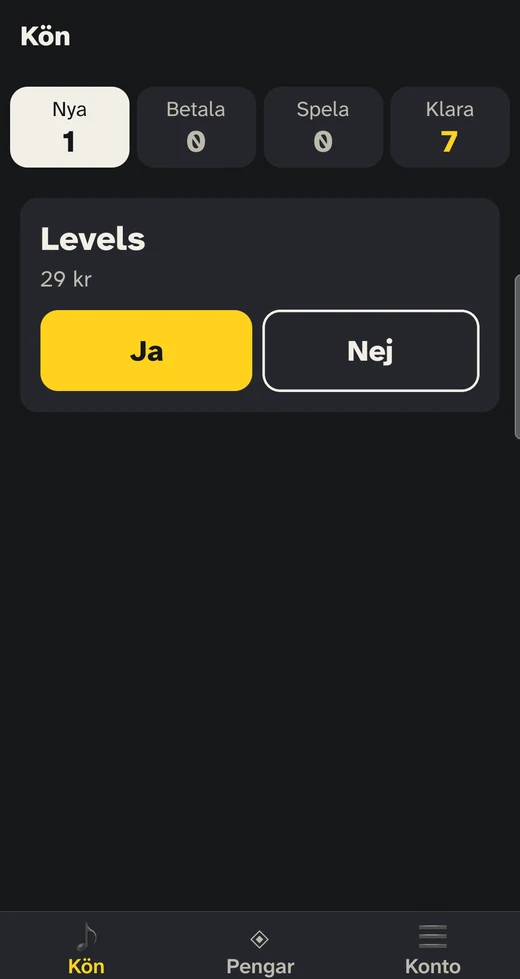 Kön
Nya
1
Betala
0
Spela
0
Klara
7
Levels
29 kr
Ja
Nej
Kön
Pengar
Konto